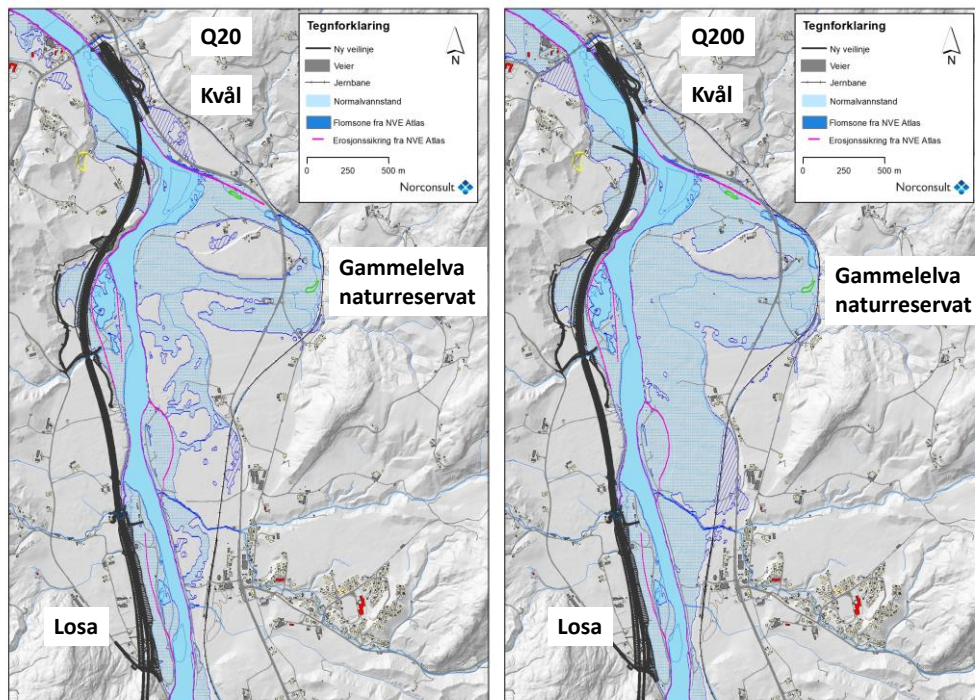 Q20
Kvål
Tegnforklaring
N
Ny veilinje
Veier
Jernbane
Normalvannstand
Flomsone fra NVE Atlas
Erosjonssikring fra NVE Atlas
0 250 500 m
Norconsult
Gammelelva
naturreservat
Losa
Q200
Kvål
Tegnforklaring
N
Ny veilinje
Veier
Jernbane
Normalvannstand
Flomsone fra NVE Atlas
Erosjonssikring fra NVE Atlas
0 250 500 m
Norconsult
Gammelelva
naturreservat
Losa